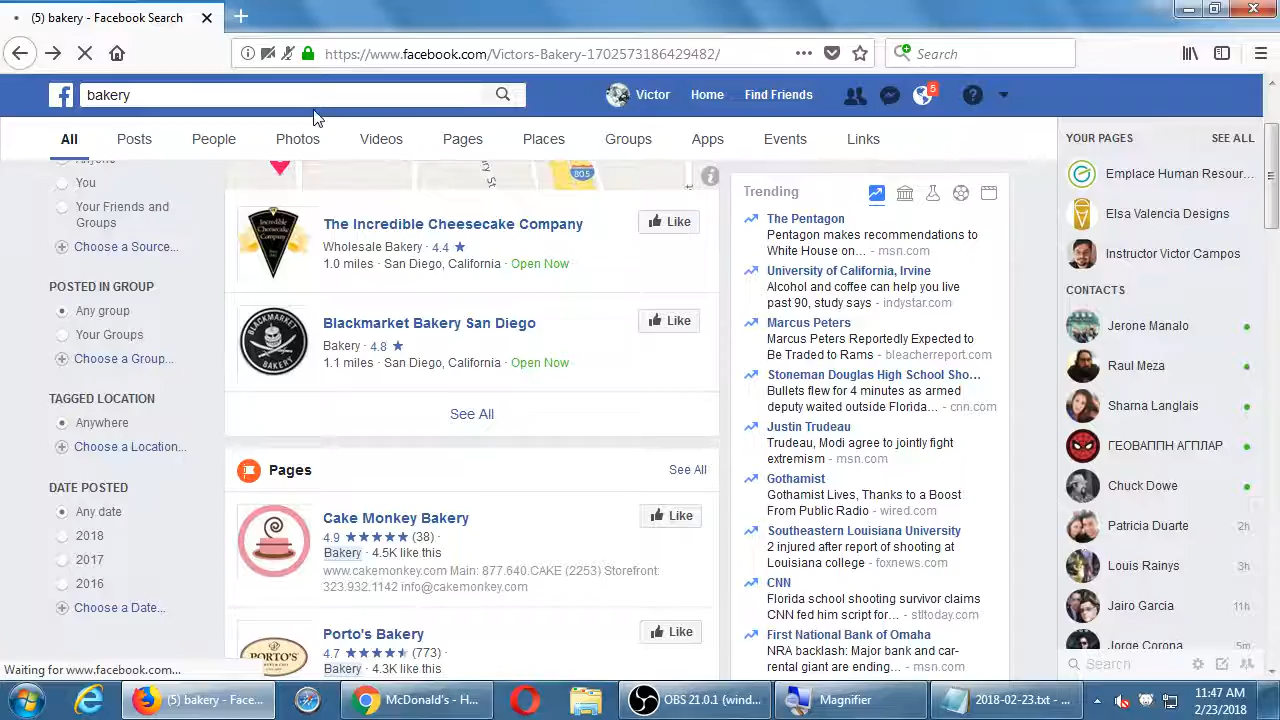 (5) bakery - Facebook Search
https://www.facebook.com/Victors-Bakery-1702573186429482/
Search
bakery
Victor
Home
Find Friends
5
All
Posts
People
Photos
Videos
Pages
Places
Groups
Apps
Events
Links
You
Your Friends and
Groups
Choose a Source...
POSTED IN GROUP
Any group
Your Groups
Choose a Group...
TAGGED LOCATION
Anywhere
Choose a Location...
DATE POSTED
Any date
2018
2017
2016
Choose a Date...
805
INCREDIBLE
Cheesecake
Company
The Incredible Cheesecake Company
Like
Wholesale Bakery · 4.4
1.0 miles · San Diego, California · Open Now
BLACKMARKET
BAKERY
Blackmarket Bakery San Diego
Like
Bakery · 4.8
1.1 miles · San Diego, California · Open Now
See All
Pages
See All
Cake Monkey Bakery
Like
4.9 ★★★★★ (38) ·
Bakery · 4.5K like this
www.cakemonkey.com Main: 877.640.CAKE (2253) Storefront:
323.932.1142 info@cakemonkey.com
PORTO'S
Porto's Bakery
Like
4.7 ★★★★★ (773) ·
Bakery · 4.3K like this
Trending
The Pentagon
Pentagon makes recommendations to
White House on... - msn.com
University of California, Irvine
Alcohol and coffee can help you live
past 90, study says - indystar.com
Marcus Peters
Marcus Peters Reportedly Expected to
Be Traded to Rams - bleacherreport.com
Stoneman Douglas High School Sho...
Bullets flew for 4 minutes as armed
deputy waited outside Florida... - cnn.com
Justin Trudeau
Trudeau, Modi agree to jointly fight
extremism - msn.com
Gothamist
Gothamist Lives, Thanks to a Boost
From Public Radio - wired.com
Southeastern Louisiana University
2 injured after report of shooting at
Louisiana college - foxnews.com
CNN
Florida school shooting survivor claims
CNN fed him script for... - stltoday.com
First National Bank of Omaha
NRA backlash: Major bank and car-
rental giant are ending... - msn.com
YOUR PAGES
SEE ALL
Emplace Human Resour...
Elsa Valencia Designs
Instructor Victor Campos
CONTACTS
Jerone Manalo
Raul Meza
Sharna Langlais
ГЕОВАППН АГПЛАР
Chuck Dowe
Patricia Duarte 2h
Louis Rainys 3h
Jairo Garcia 11h
Jorge Corona 5m
Search
Waiting for www.facebook.com...
(5) bakery - Face...
McDonald's - H...
OBS 21.0.1 (wind...
Magnifier
2018-02-23.txt - ...
11:47 AM
2/23/2018